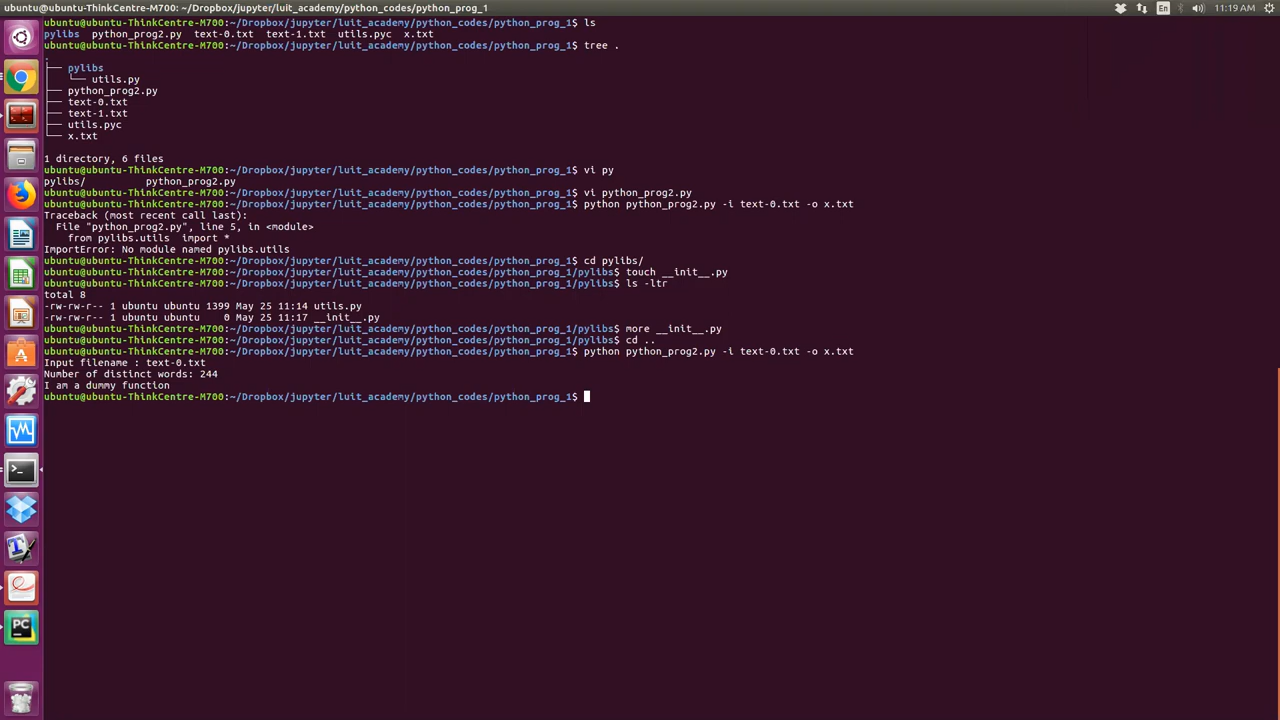 ubuntu@ubuntu-ThinkCentre-M700: ~/Dropbox/jupyter/luit_academy/python_codes/python_prog_1 En 11:19 AM
ubuntu@ubuntu-ThinkCentre-M700:~/Dropbox/jupyter/luit_academy/python_codes/python_prog_1$ ls
pylibs  python_prog2.py  text-0.txt  text-1.txt  utils.pyc  x.txt
ubuntu@ubuntu-ThinkCentre-M700:~/Dropbox/jupyter/luit_academy/python_codes/python_prog_1$ tree .
.
├── pylibs
│   └── utils.py
├── python_prog2.py
├── text-0.txt
├── text-1.txt
├── utils.pyc
└── x.txt
1 directory, 6 files
ubuntu@ubuntu-ThinkCentre-M700:~/Dropbox/jupyter/luit_academy/python_codes/python_prog_1$ vi py
pylibs/          python_prog2.py
ubuntu@ubuntu-ThinkCentre-M700:~/Dropbox/jupyter/luit_academy/python_codes/python_prog_1$ vi python_prog2.py
ubuntu@ubuntu-ThinkCentre-M700:~/Dropbox/jupyter/luit_academy/python_codes/python_prog_1$ python python_prog2.py -i text-0.txt -o x.txt
Traceback (most recent call last):
  File "python_prog2.py", line 5, in <module>
    from pylibs.utils  import *
ImportError: No module named pylibs.utils
ubuntu@ubuntu-ThinkCentre-M700:~/Dropbox/jupyter/luit_academy/python_codes/python_prog_1$ cd pylibs/
ubuntu@ubuntu-ThinkCentre-M700:~/Dropbox/jupyter/luit_academy/python_codes/python_prog_1/pylibs$ touch __init__.py
ubuntu@ubuntu-ThinkCentre-M700:~/Dropbox/jupyter/luit_academy/python_codes/python_prog_1/pylibs$ ls -ltr
total 8
-rw-rw-r-- 1 ubuntu ubuntu 1399 May 25 11:14 utils.py
-rw-rw-r-- 1 ubuntu ubuntu    0 May 25 11:17 __init__.py
ubuntu@ubuntu-ThinkCentre-M700:~/Dropbox/jupyter/luit_academy/python_codes/python_prog_1/pylibs$ more __init__.py
ubuntu@ubuntu-ThinkCentre-M700:~/Dropbox/jupyter/luit_academy/python_codes/python_prog_1/pylibs$ cd ..
ubuntu@ubuntu-ThinkCentre-M700:~/Dropbox/jupyter/luit_academy/python_codes/python_prog_1$ python python_prog2.py -i text-0.txt -o x.txt
Input filename : text-0.txt
Number of distinct words: 244
I am a dummy function
ubuntu@ubuntu-ThinkCentre-M700:~/Dropbox/jupyter/luit_academy/python_codes/python_prog_1$
PC